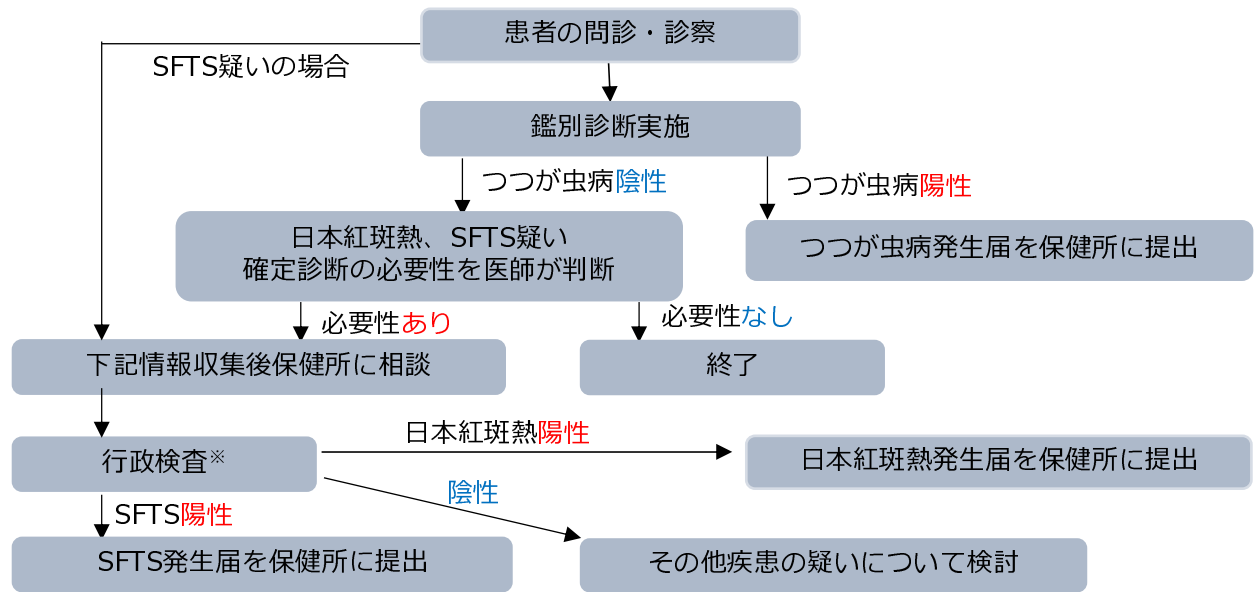 患者の問診・診察
SFTS疑いの場合
鑑別診断実施
つつが虫病陰性
つつが虫病陽性
日本紅斑熱、SFTS疑い
確定診断の必要性を医師が判断
つつが虫病発生届を保健所に提出
必要性あり
必要性なし
下記情報収集後保健所に相談
終了
日本紅斑熱陽性
行政検査※
日本紅斑熱発生届を保健所に提出
陰性
SFTS陽性
SFTS発生届を保健所に提出
その他疾患の疑いについて検討